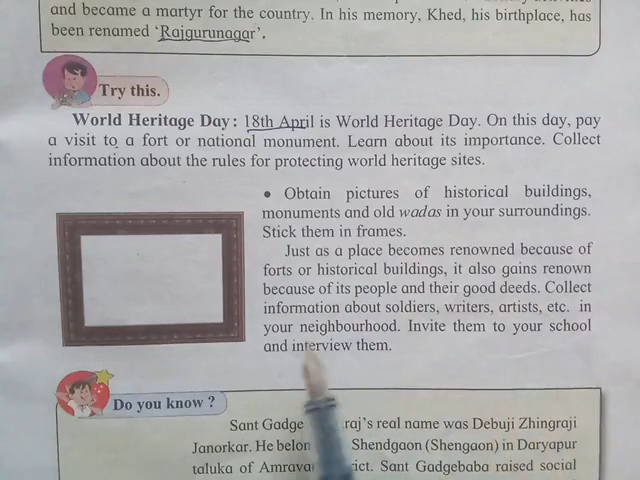 and became a martyr for the country. In his memory, Khed, his birthplace, has
been renamed ‘Rajgurunagar’.
Try this.
World Heritage Day : 18th April is World Heritage Day. On this day, pay
a visit to a fort or national monument. Learn about its importance. Collect
information about the rules for protecting world heritage sites.
• Obtain pictures of historical buildings,
monuments and old wadas in your surroundings.
Stick them in frames.
Just as a place becomes renowned because of
forts or historical buildings, it also gains renown
because of its people and their good deeds. Collect
information about soldiers, writers, artists, etc. in
your neighbourhood. Invite them to your school
and interview them.
Do you know ?
Sant Gadge raj’s real name was Debuji Zhingraji
Janorkar. He belon Shendgaon (Shengaon) in Daryapur
taluka of Amrava rict. Sant Gadgebaba raised social